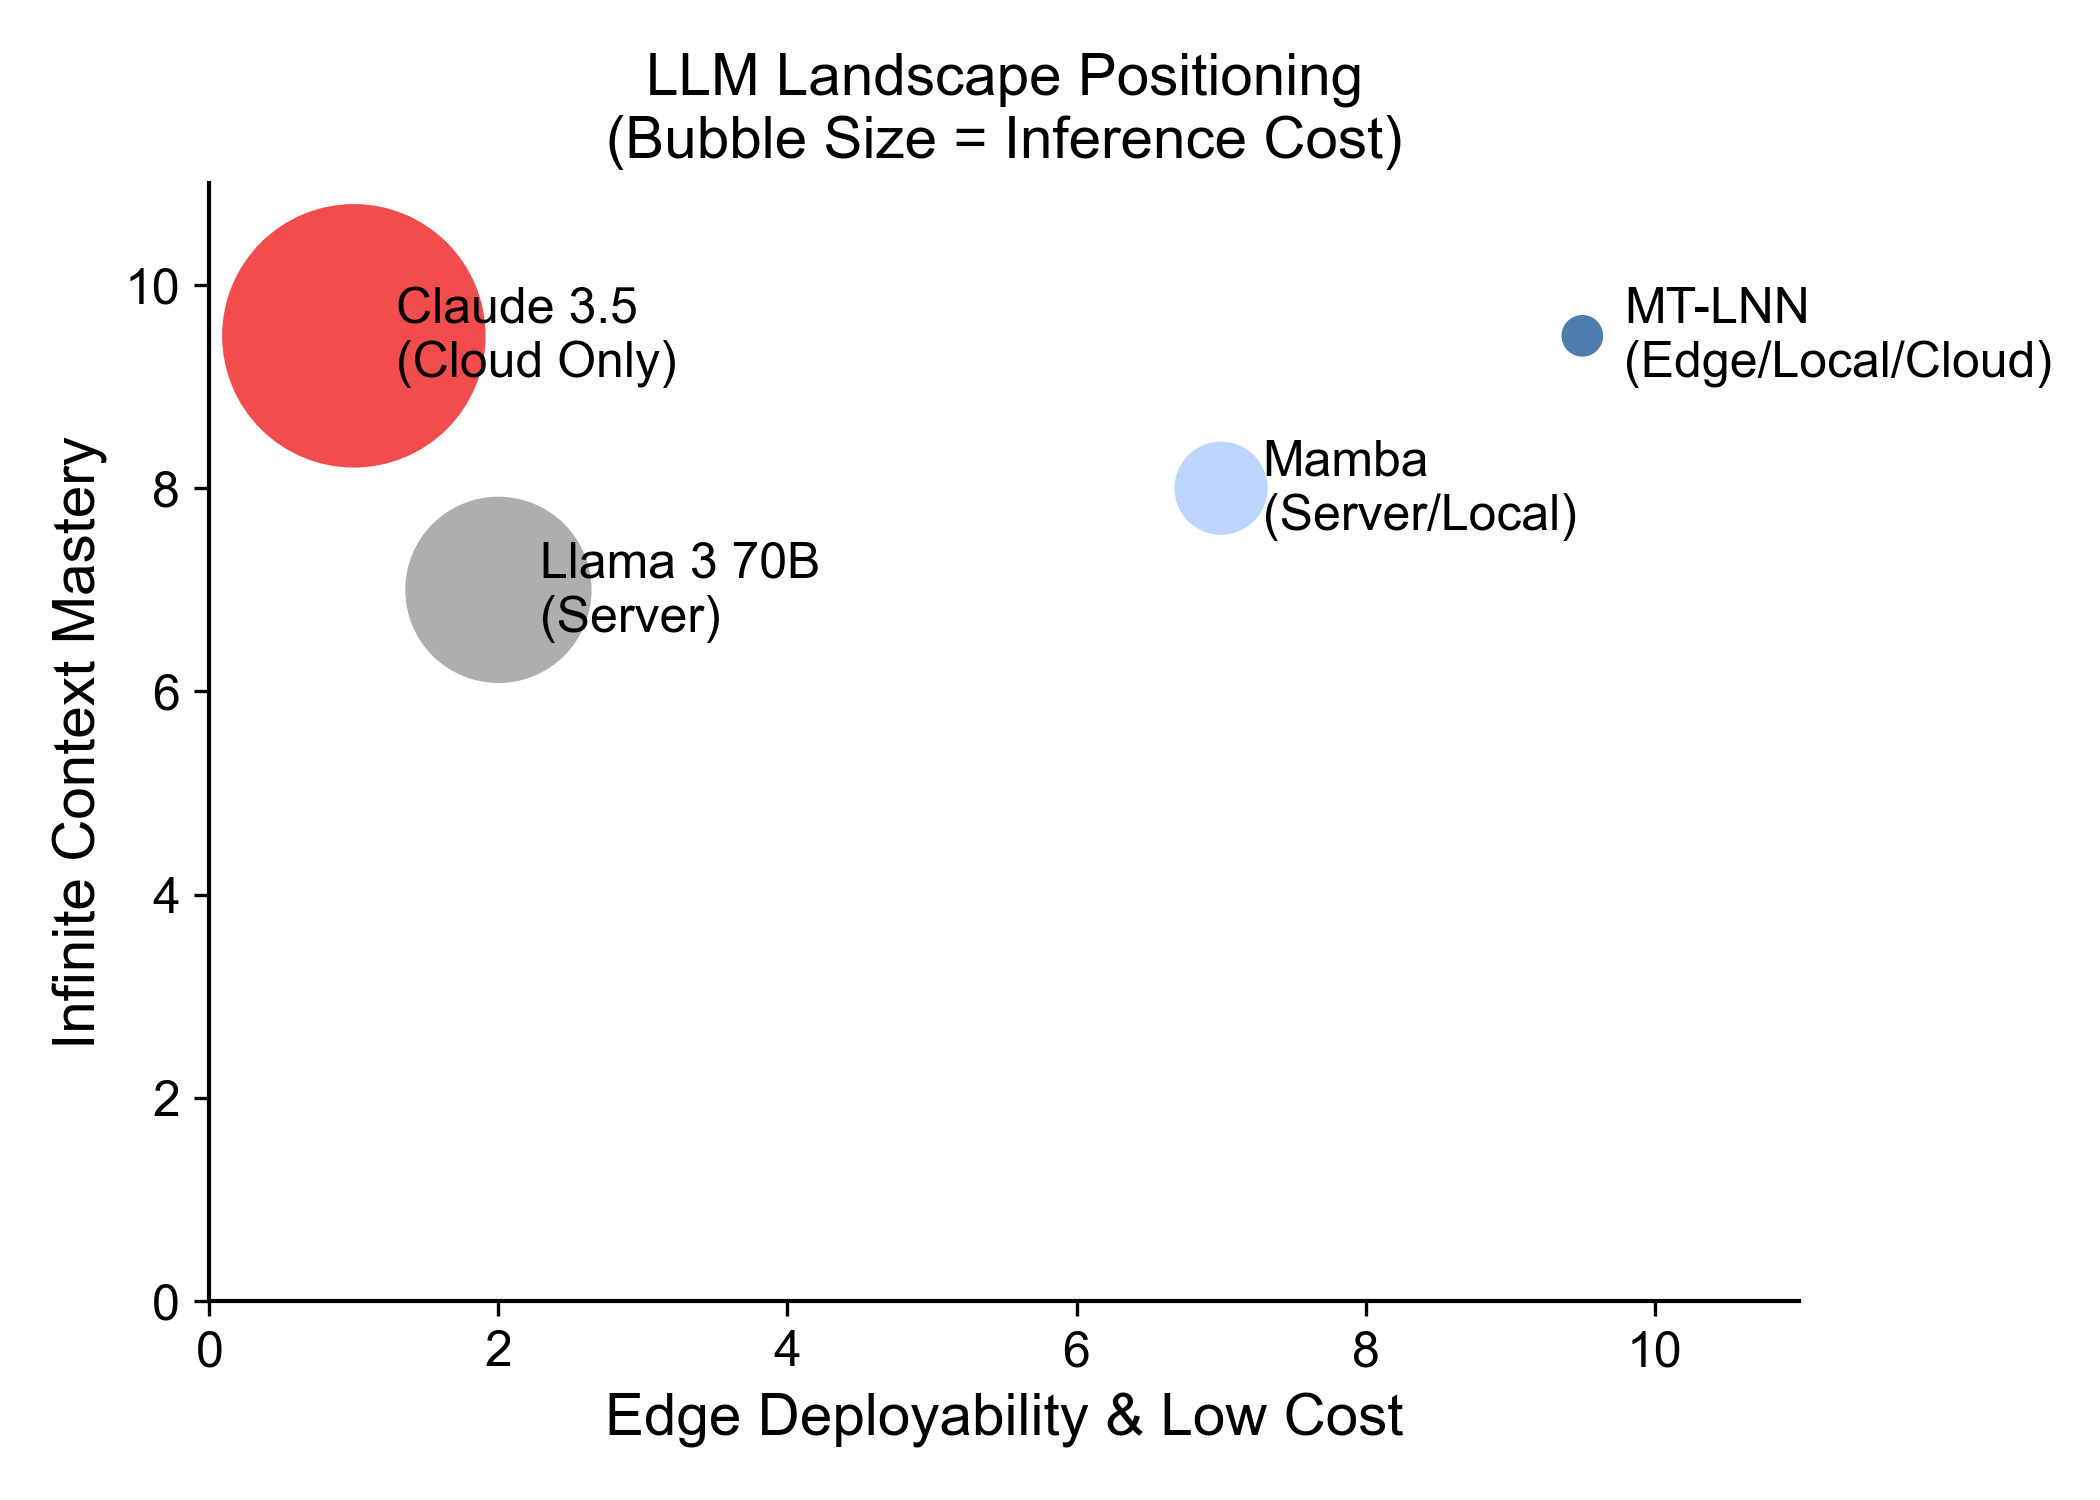 LLM Landscape Positioning
(Bubble Size = Inference Cost)
Infinite Context Mastery
10
8
6
4
2
0
Claude 3.5
(Cloud Only)
MT-LNN
(Edge/Local/Cloud)
Mamba
(Server/Local)
Llama 3 70B
(Server)
0
2
4
6
8
10
Edge Deployability & Low Cost